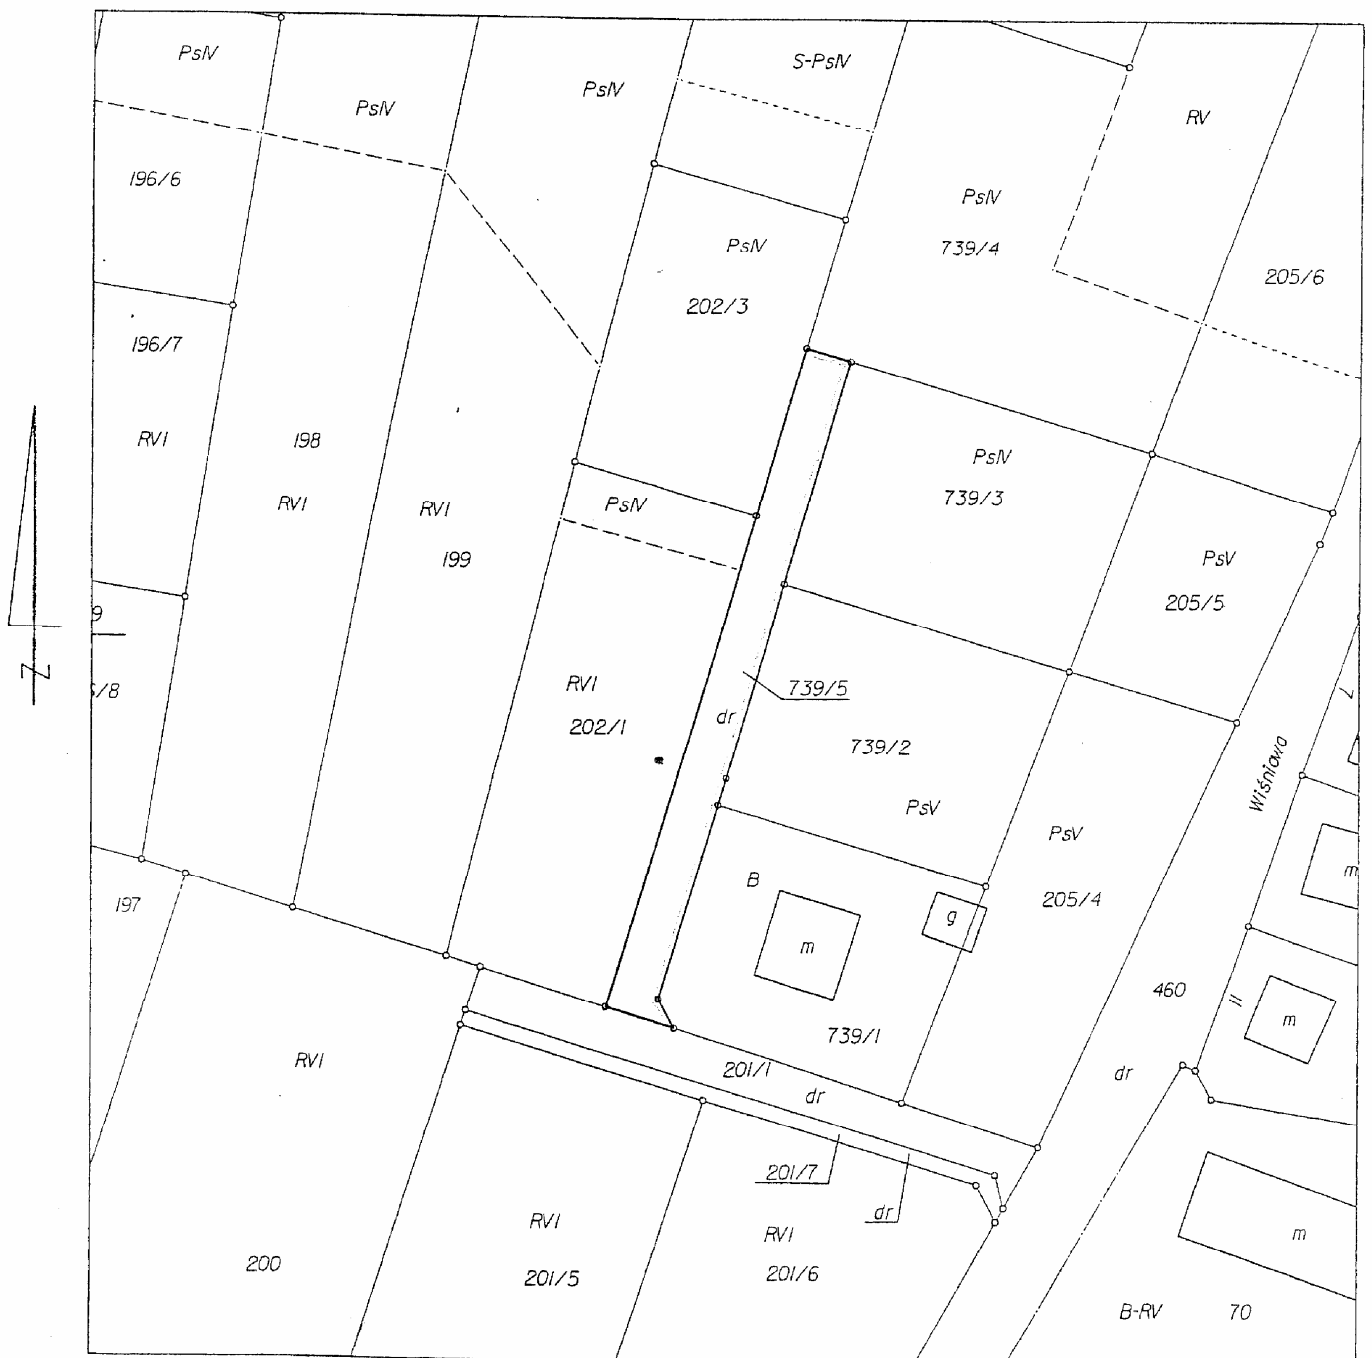 PsIV
S-PsIV
PsIV
PsIV
RV
196/6
PsIV
739/4
PsIV
202/3
205/6
196/7
RVI
198
PsIV
739/3
RVI
RVI
PsIV
199
PsV
205/5
9
/8
N
RVI
202/1
739/5
dr
739/2
PsV
Wiśniowa
PsV
205/4
B
m
g
m
197
460
11
m
739/1
201/1
dr
dr
RVI
201/7
dr
RVI
201/5
RVI
201/6
200
m
B-RV
70